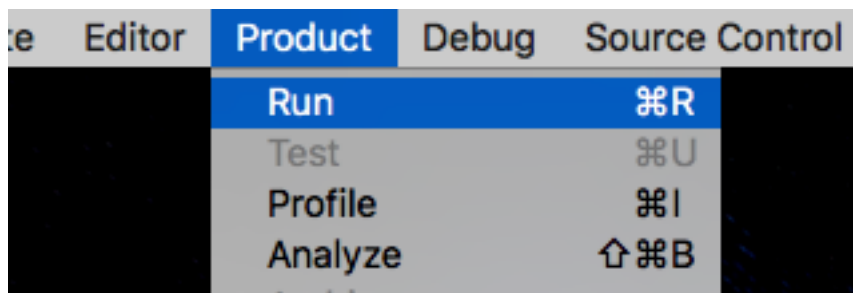 Editor Product Debug Source Control
Run ⌘R
Test ⌘U
Profile ⌘I
Analyze ⇧⌘B